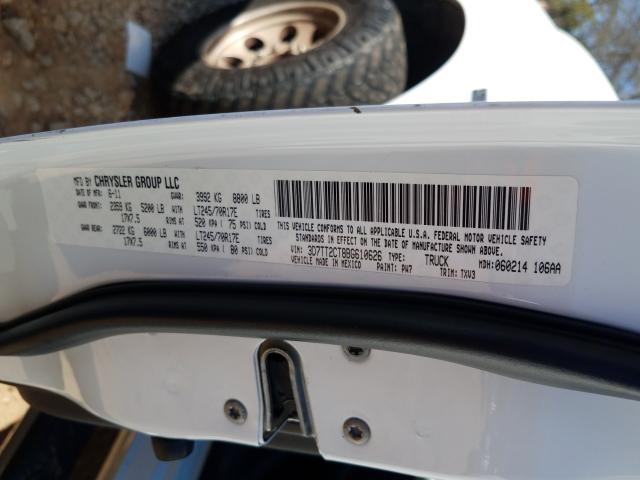 MFD BY CHRYSLER GROUP LLC
DATE OF MFR 6-11 GVWR: 3992 KG 8800 LB
GAWR FRONT: 2359 KG 5200 LB WITH LT245/70R17E TIRES
17X7.5 RIMS AT 520 KPA ( 75 PSI) COLD
GAWR REAR: 2722 KG 6000 LB WITH LT245/70R17E TIRES
17X7.5 RIMS AT 550 KPA ( 80 PSI) COLD
THIS VEHICLE CONFORMS TO ALL APPLICABLE U.S.A. FEDERAL MOTOR VEHICLE SAFETY
STANDARDS IN EFFECT ON THE DATE OF MANUFACTURE SHOWN ABOVE.
VIN: 3D7TT2CT8BG610626 TYPE: TRUCK MDH: 060214 106AA
MADE IN MEXICO PAINT: PW7 TRIM: TXV3